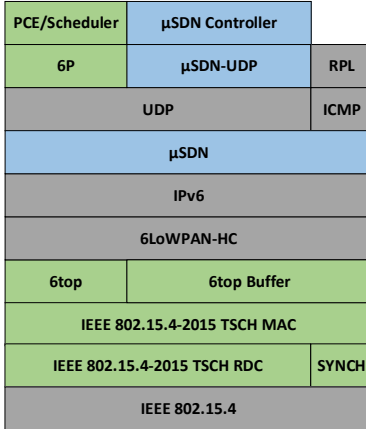 PCE/Scheduler
μSDN Controller
6P
μSDN-UDP
RPL
UDP
ICMP
μSDN
IPv6
6LoWPAN-HC
6top
6top Buffer
IEEE 802.15.4-2015 TSCH MAC
IEEE 802.15.4-2015 TSCH RDC
SYNCH
IEEE 802.15.4